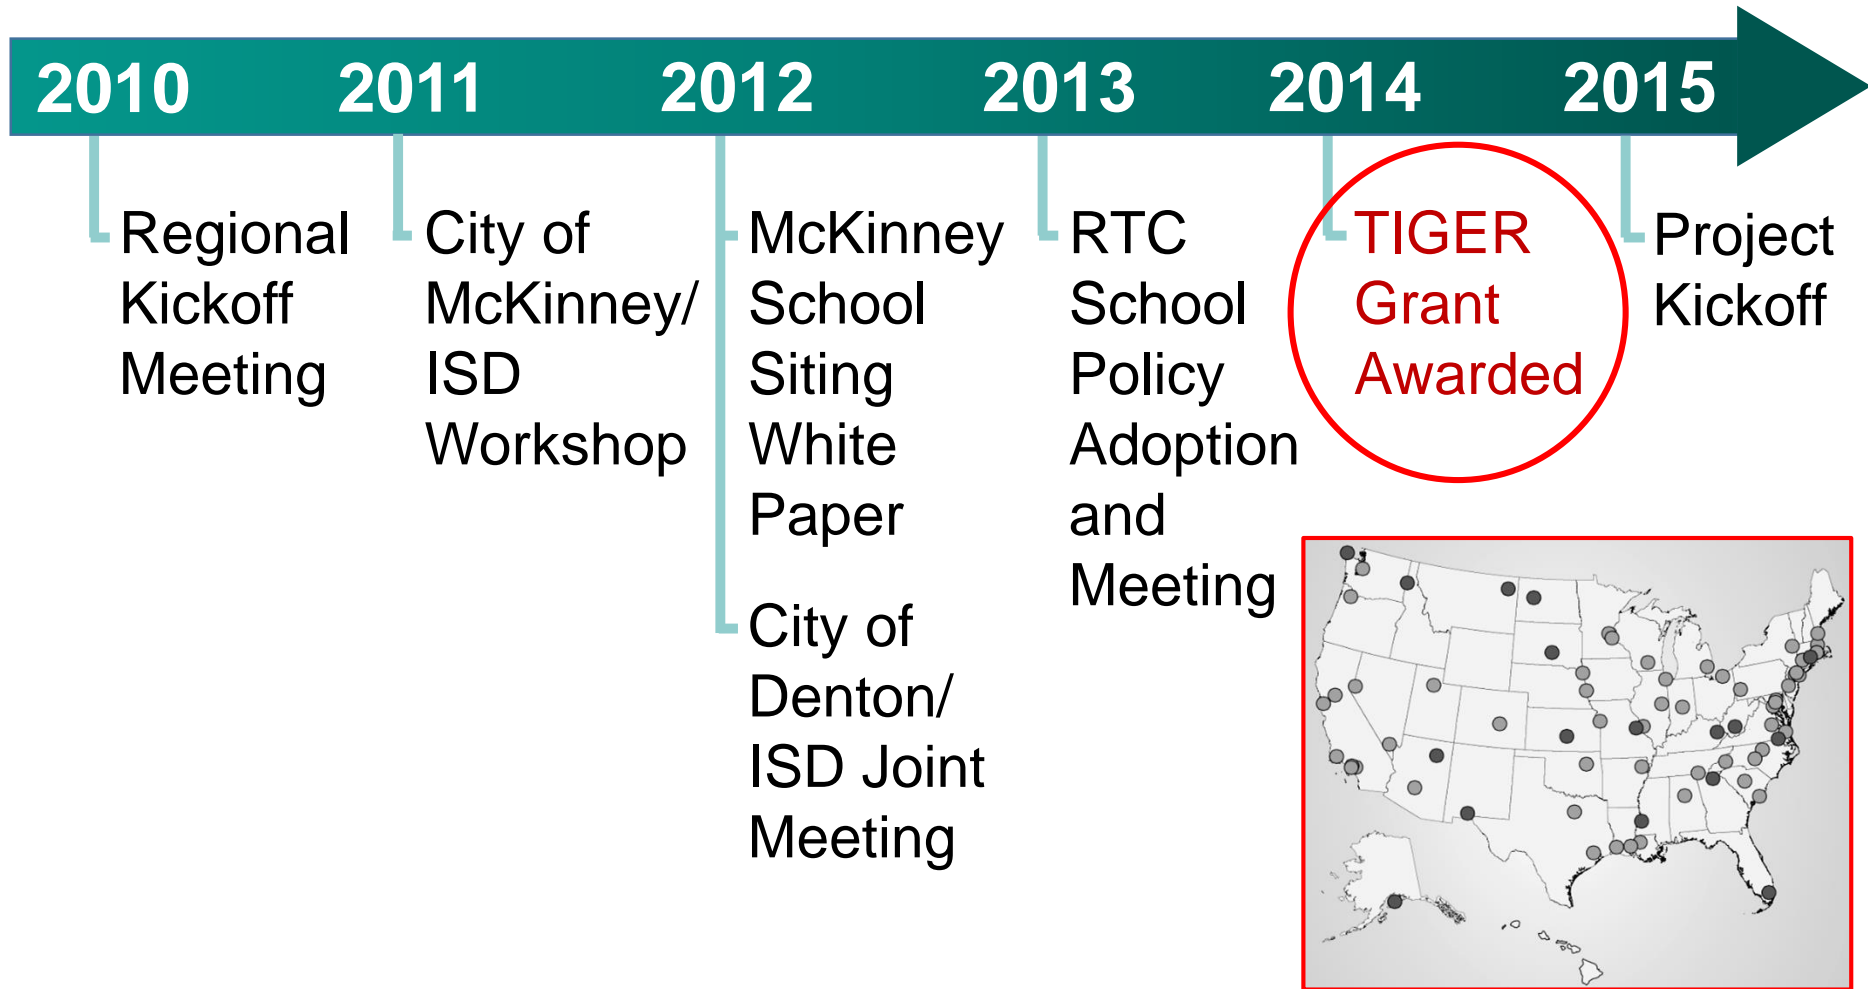 2010 2011 2012 2013 2014 2015
Regional
Kickoff
Meeting
City of
McKinney/
ISD
Workshop
McKinney
School
Siting
White
Paper
City of
Denton/
ISD Joint
Meeting
RTC
School
Policy
Adoption
and
Meeting
TIGER
Grant
Awarded
Project
Kickoff